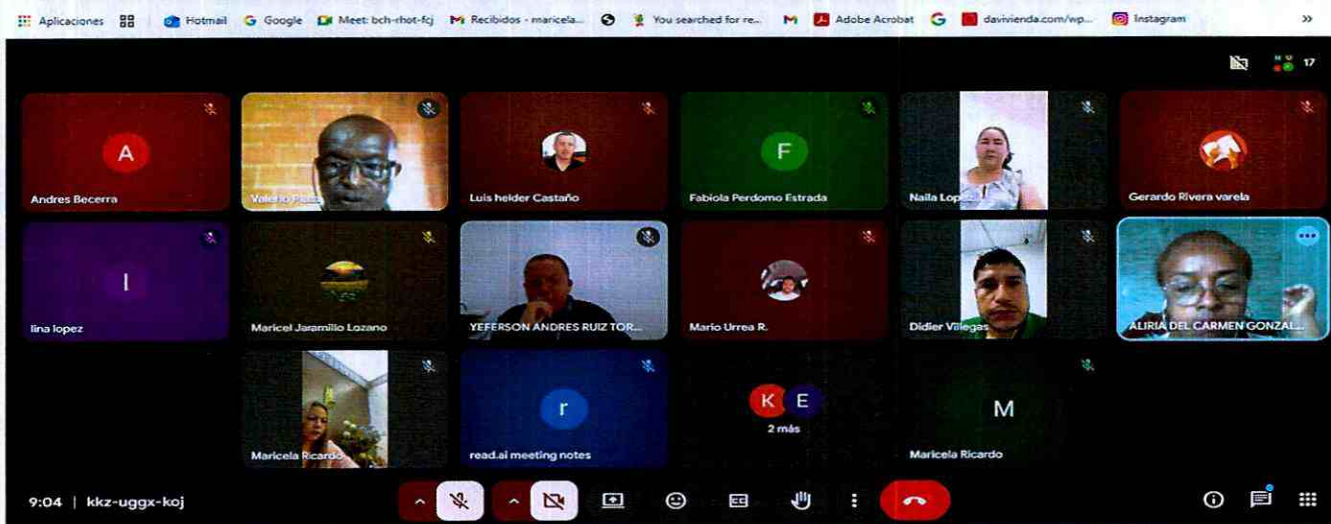 Aplicaciones Hotmail Google Meet: bch-rhot-fcj Recibidos - maricela... You searched for re... Adobe Acrobat davivienda.com/wp... Instagram »
17
A F
Andres Becerra Valerio Luis helder Castaño Fabiola Perdomo Estrada Naila Lopez Gerardo Rivera varela
l
lina lopez Maricel Jaramillo Lozano YEFERSON ANDRES RUIZ TOR... Mario Urrea R. Didier Villegas ALIRIA DEL CARMEN GONZAL...
r K E M
2 más
Maricela Ricardo read.ai meeting notes Maricela Ricardo
9:04 | kkz-uggx-koj